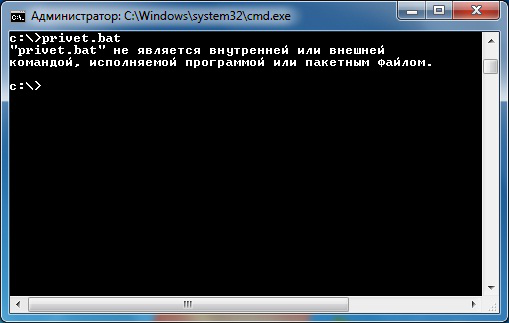 Администратор: C:\Windows\system32\cmd.exe
c:\>privet.bat
"privet.bat" не является внутренней или внешней
командой, исполняемой программой или пакетным файлом.
c:\>